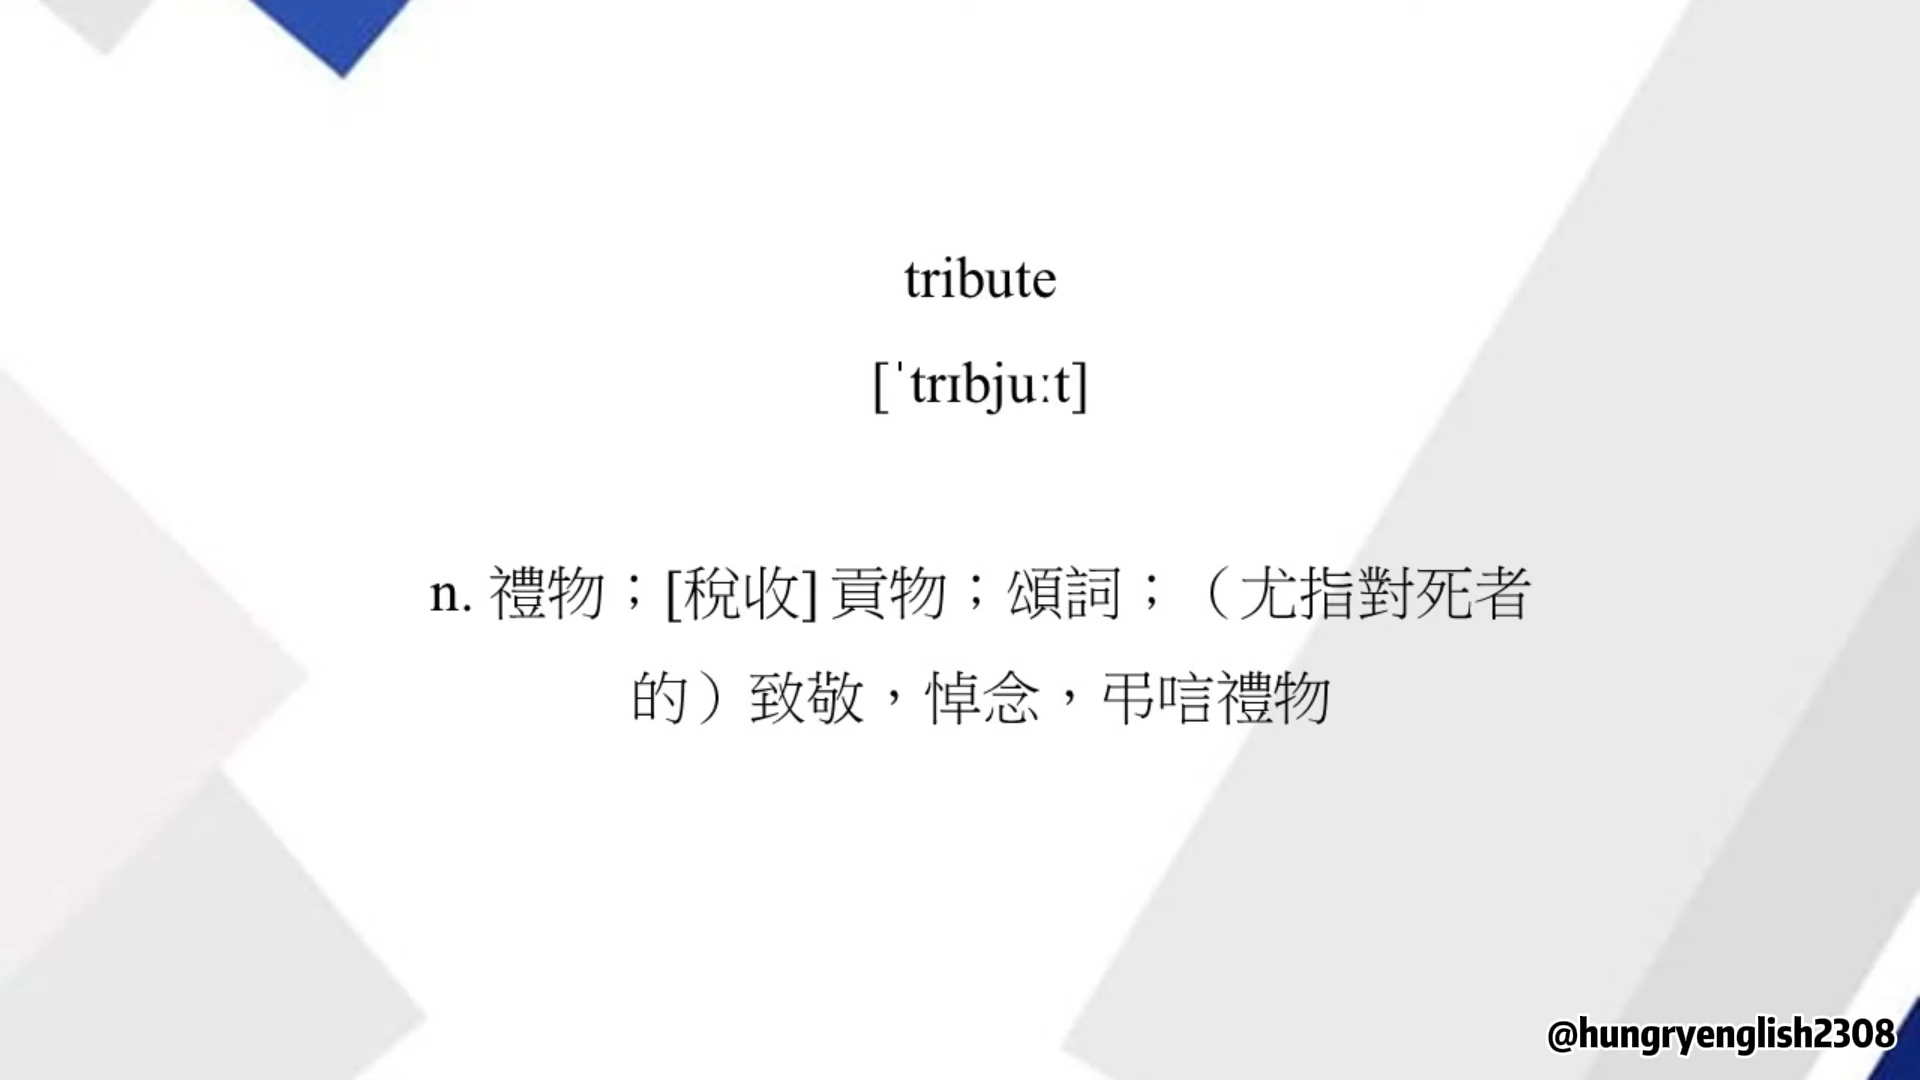 tribute
[ˈtrɪbjuːt]
n. 禮物；[稅收] 貢物；頌詞；（尤指對死者
的）致敬，悼念，弔唁禮物
@hungryenglish2308